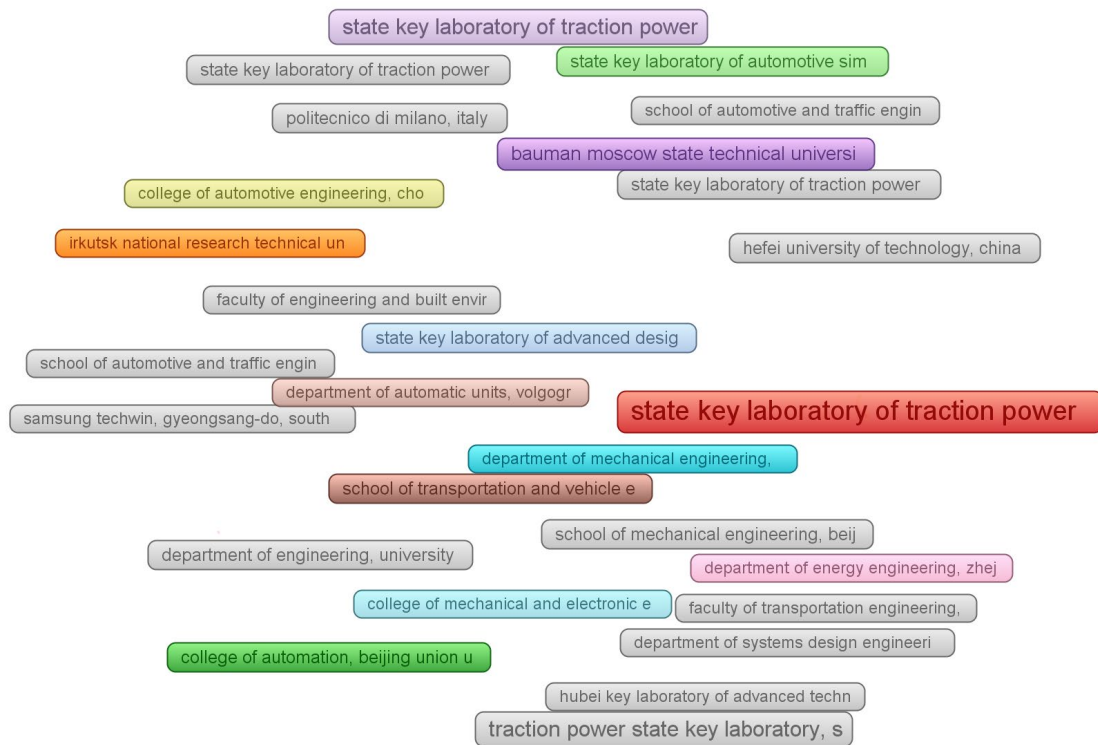 state key laboratory of traction power
state key laboratory of automotive sim
state key laboratory of traction power
school of automotive and traffic engin
politecnico di milano, italy
bauman moscow state technical universi
state key laboratory of traction power
college of automotive engineering, cho
irkutsk national research technical un
hefei university of technology, china
faculty of engineering and built envir
state key laboratory of advanced desig
school of automotive and traffic engin
department of automatic units, volgogr
state key laboratory of traction power
samsung techwin, gyeongsang-do, south
department of mechanical engineering,
school of transportation and vehicle e
school of mechanical engineering, beij
department of engineering, university
department of energy engineering, zhej
college of mechanical and electronic e
faculty of transportation engineering,
department of systems design engineeri
college of automation, beijing union u
hubei key laboratory of advanced techn
traction power state key laboratory, s